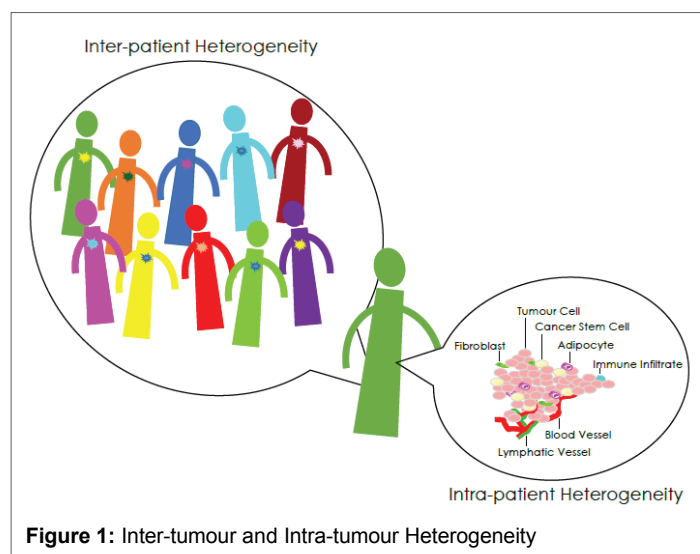 Inter-patient Heterogeneity
Tumour Cell
Cancer Stem Cell
Fibroblast
Adipocyte
Immune Infiltrate
Blood Vessel
Lymphatic Vessel
Intra-patient Heterogeneity
Figure 1: Inter-tumour and Intra-tumour Heterogeneity